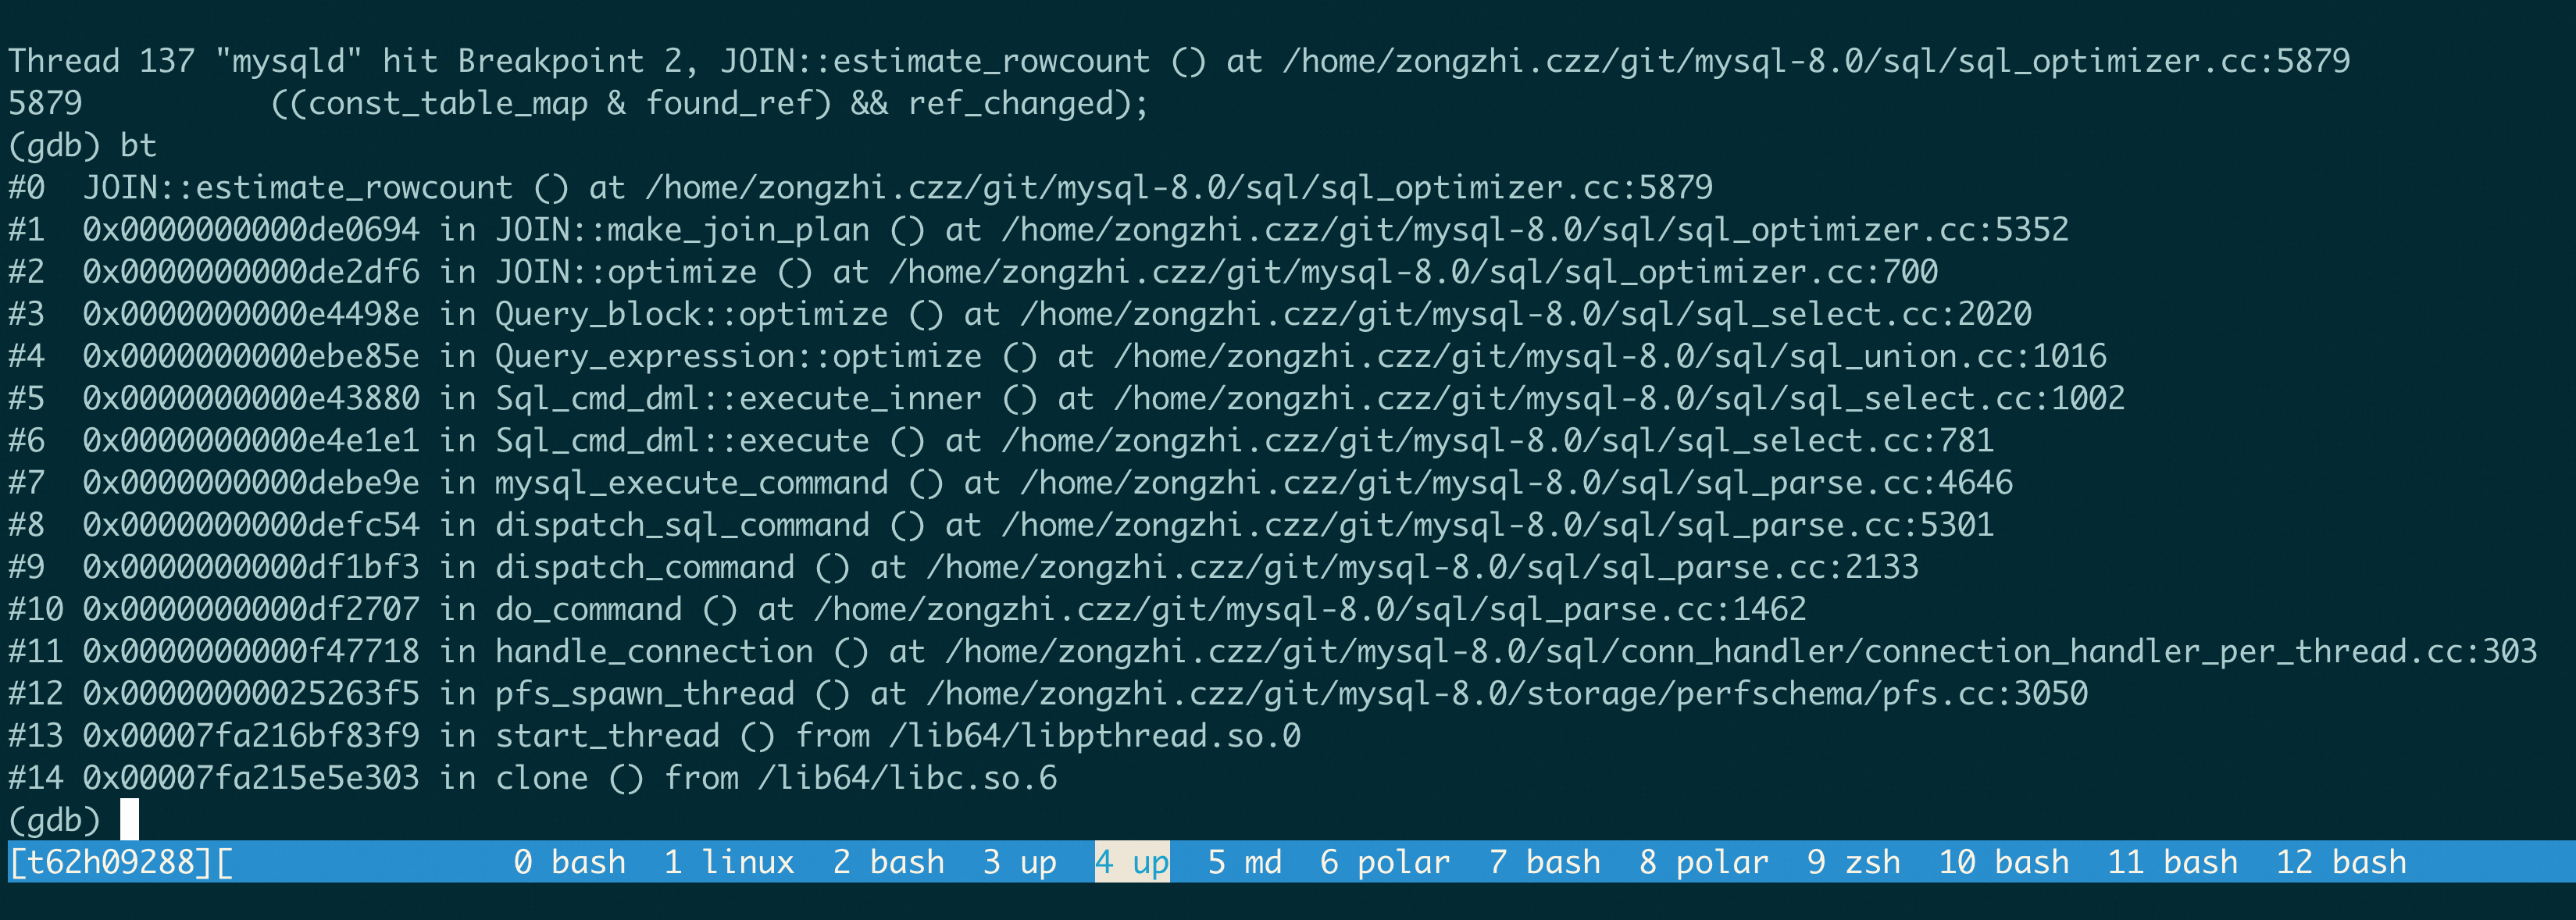 Thread 137 "mysqld" hit Breakpoint 2, JOIN::estimate_rowcount () at /home/zongzhi.czz/git/mysql-8.0/sql/sql_optimizer.cc:5879
5879          ((const_table_map & found_ref) && ref_changed);
(gdb) bt
#0  JOIN::estimate_rowcount () at /home/zongzhi.czz/git/mysql-8.0/sql/sql_optimizer.cc:5879
#1  0x0000000000de0694 in JOIN::make_join_plan () at /home/zongzhi.czz/git/mysql-8.0/sql/sql_optimizer.cc:5352
#2  0x0000000000de2df6 in JOIN::optimize () at /home/zongzhi.czz/git/mysql-8.0/sql/sql_optimizer.cc:700
#3  0x0000000000e4498e in Query_block::optimize () at /home/zongzhi.czz/git/mysql-8.0/sql/sql_select.cc:2020
#4  0x0000000000ebe85e in Query_expression::optimize () at /home/zongzhi.czz/git/mysql-8.0/sql/sql_union.cc:1016
#5  0x0000000000e43880 in Sql_cmd_dml::execute_inner () at /home/zongzhi.czz/git/mysql-8.0/sql/sql_select.cc:1002
#6  0x0000000000e4e1e1 in Sql_cmd_dml::execute () at /home/zongzhi.czz/git/mysql-8.0/sql/sql_select.cc:781
#7  0x0000000000debe9e in mysql_execute_command () at /home/zongzhi.czz/git/mysql-8.0/sql/sql_parse.cc:4646
#8  0x0000000000defc54 in dispatch_sql_command () at /home/zongzhi.czz/git/mysql-8.0/sql/sql_parse.cc:5301
#9  0x0000000000df1bf3 in dispatch_command () at /home/zongzhi.czz/git/mysql-8.0/sql/sql_parse.cc:2133
#10 0x0000000000df2707 in do_command () at /home/zongzhi.czz/git/mysql-8.0/sql/sql_parse.cc:1462
#11 0x0000000000f47718 in handle_connection () at /home/zongzhi.czz/git/mysql-8.0/sql/conn_handler/connection_handler_per_thread.cc:303
#12 0x00000000025263f5 in pfs_spawn_thread () at /home/zongzhi.czz/git/mysql-8.0/storage/perfschema/pfs.cc:3050
#13 0x00007fa216bf83f9 in start_thread () from /lib64/libpthread.so.0
#14 0x00007fa215e5e303 in clone () from /lib64/libc.so.6
(gdb)
[t62h09288][               0 bash  1 linux  2 bash  3 up  4 up  5 md  6 polar  7 bash  8 polar  9 zsh  10 bash  11 bash  12 bash